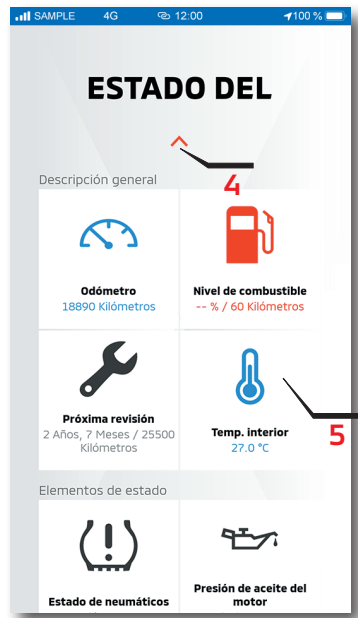 SAMPLE 4G 12:00 100 %
ESTADO DEL
4
Descripción general
Odómetro
18890 Kilómetros
Nivel de combustible
-- % / 60 Kilómetros
Próxima revisión
2 Años, 7 Meses / 25500
Kilómetros
Temp. interior
27.0 °C
5
Elementos de estado
Estado de neumáticos
Presión de aceite del
motor